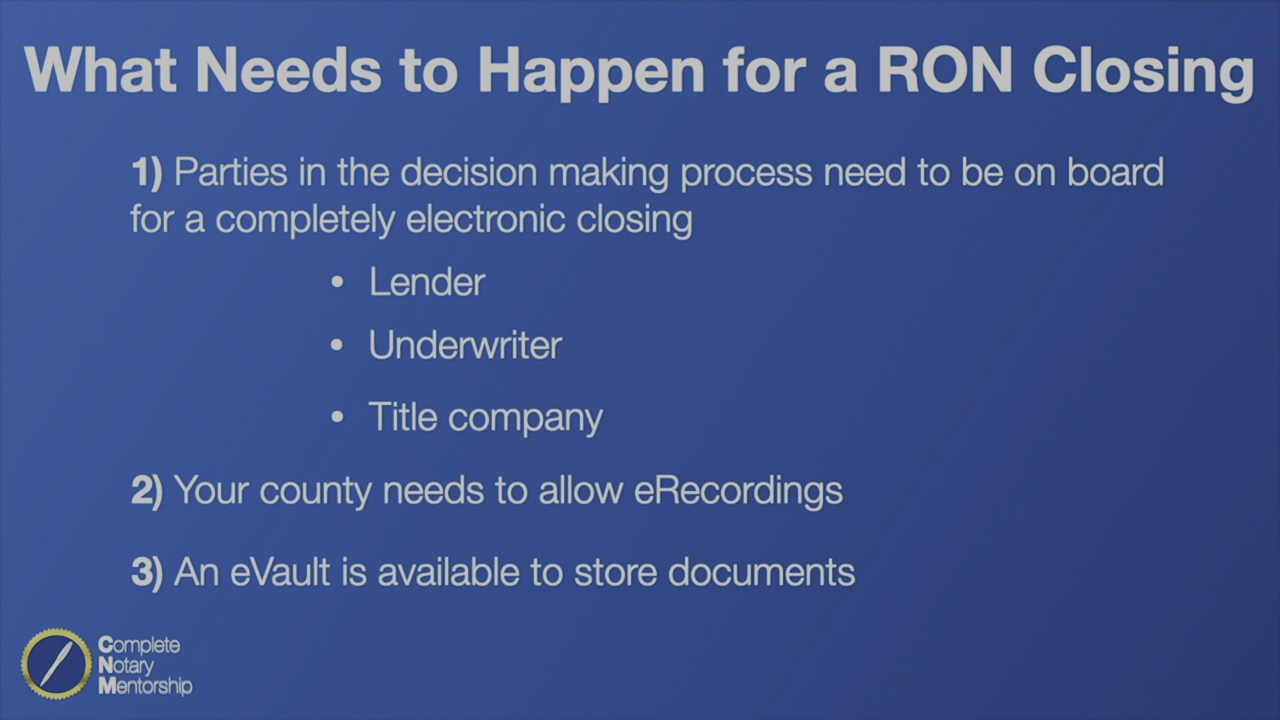 What Needs to Happen for a RON Closing
1) Parties in the decision making process need to be on board
for a completely electronic closing
• Lender
• Underwriter
• Title company
2) Your county needs to allow eRecordings
3) An eVault is available to store documents
Complete
Notary
Mentorship